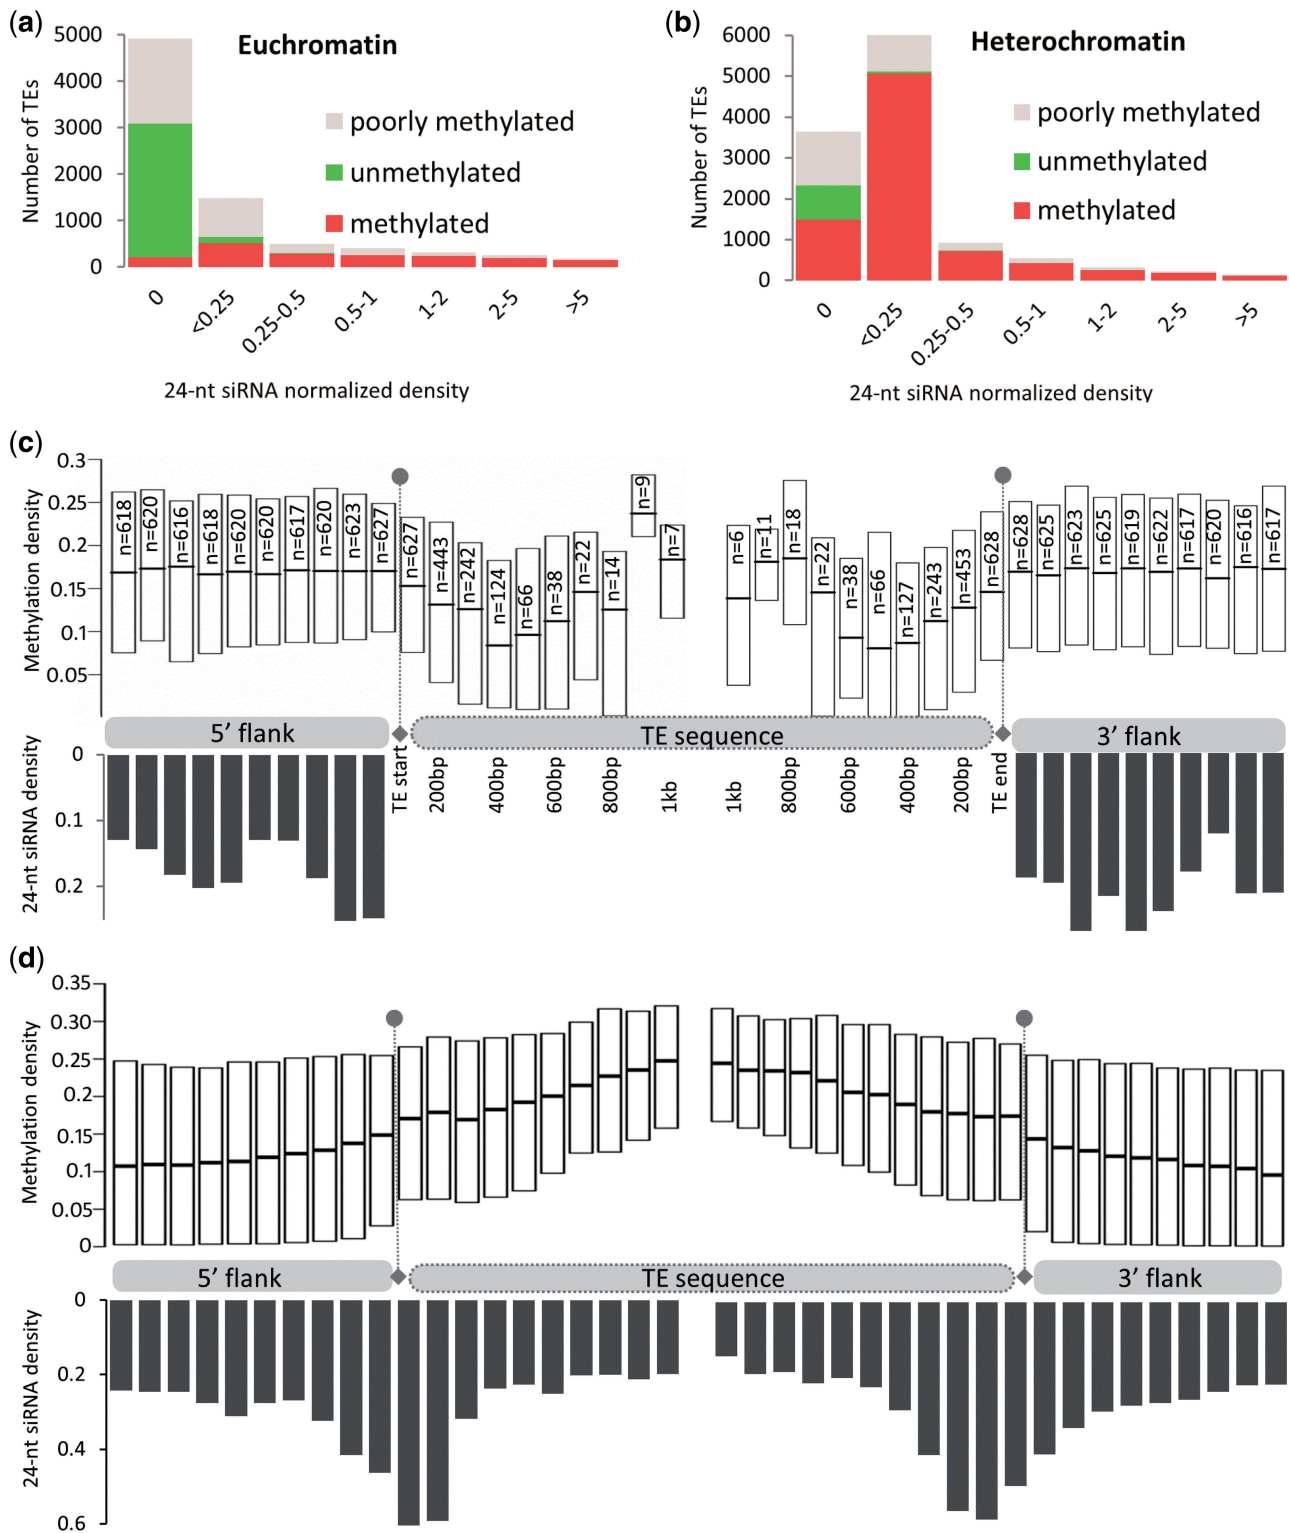 (a)
Euchromatin
Number of TEs
5000
4000
3000
2000
1000
0
poorly methylated
unmethylated
methylated
0
<0.25
0.25-0.5
0.5-1
1-2
2-5
>5
24-nt siRNA normalized density
(b)
Heterochromatin
Number of TEs
6000
5000
4000
3000
2000
1000
0
poorly methylated
unmethylated
methylated
0
<0.25
0.25-0.5
0.5-1
1-2
2-5
>5
24-nt siRNA normalized density
(c)
Methylation density
0.3
0.25
0.2
0.15
0.1
0.05
n=618
n=620
n=616
n=618
n=620
n=620
n=617
n=620
n=623
n=627
n=627
n=443
n=242
n=124
n=66
n=38
n=22
n=14
n=9
n=7
n=6
n=11
n=18
n=22
n=38
n=66
n=127
n=243
n=453
n=628
n=628
n=625
n=623
n=625
n=619
n=622
n=617
n=620
n=616
n=617
5’ flank
TE sequence
3’ flank
24-nt siRNA density
0
0.1
0.2
TE start
200bp
400bp
600bp
800bp
1kb
1kb
800bp
600bp
400bp
200bp
TE end
(d)
Methylation density
0.35
0.30
0.25
0.2
0.15
0.1
0.05
0
5’ flank
TE sequence
3’ flank
24-nt siRNA density
0
0.2
0.4
0.6